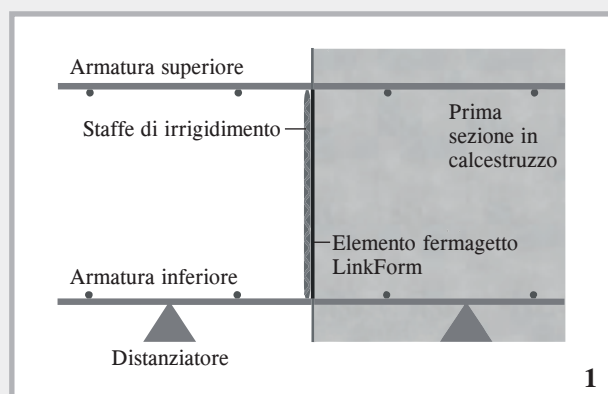 Armatura superiore
Staffe di irrigidimento
Prima
sezione in
calcestruzzo
Elemento fermagetto
LinkForm
Armatura inferiore
Distanziatore
1